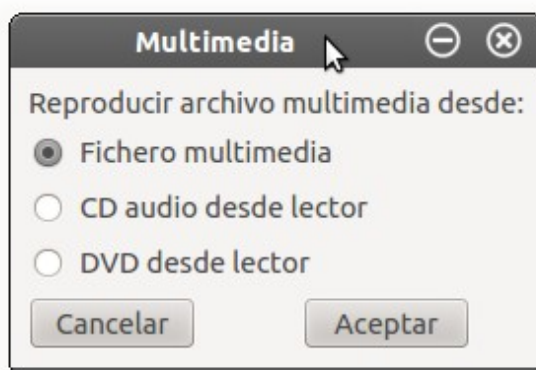 Multimedia
Reproducir archivo multimedia desde:
Fichero multimedia
CD audio desde lector
DVD desde lector
Cancelar Aceptar